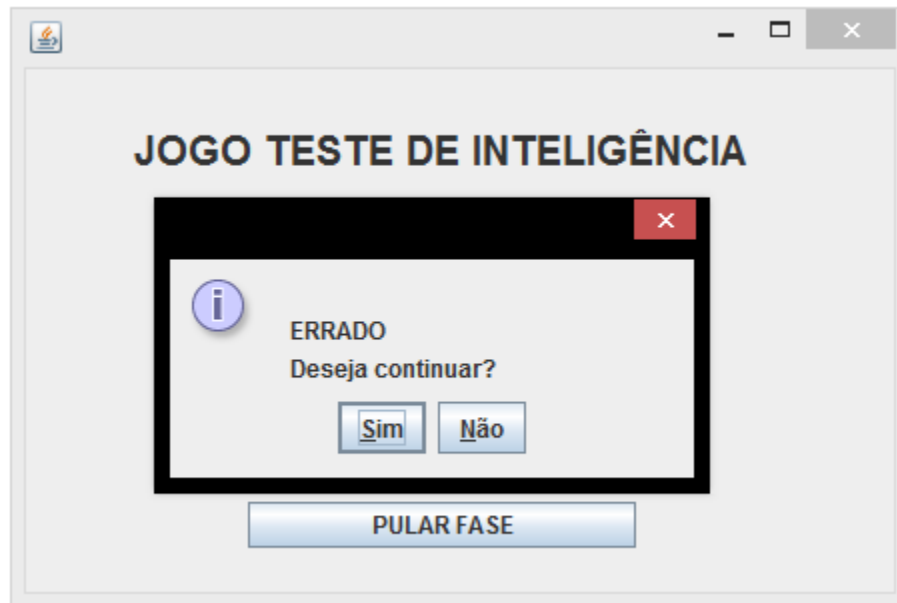 JOGO TESTE DE INTELIGÊNCIA
ERRADO
Deseja continuar?
Sim Não
PULAR FASE